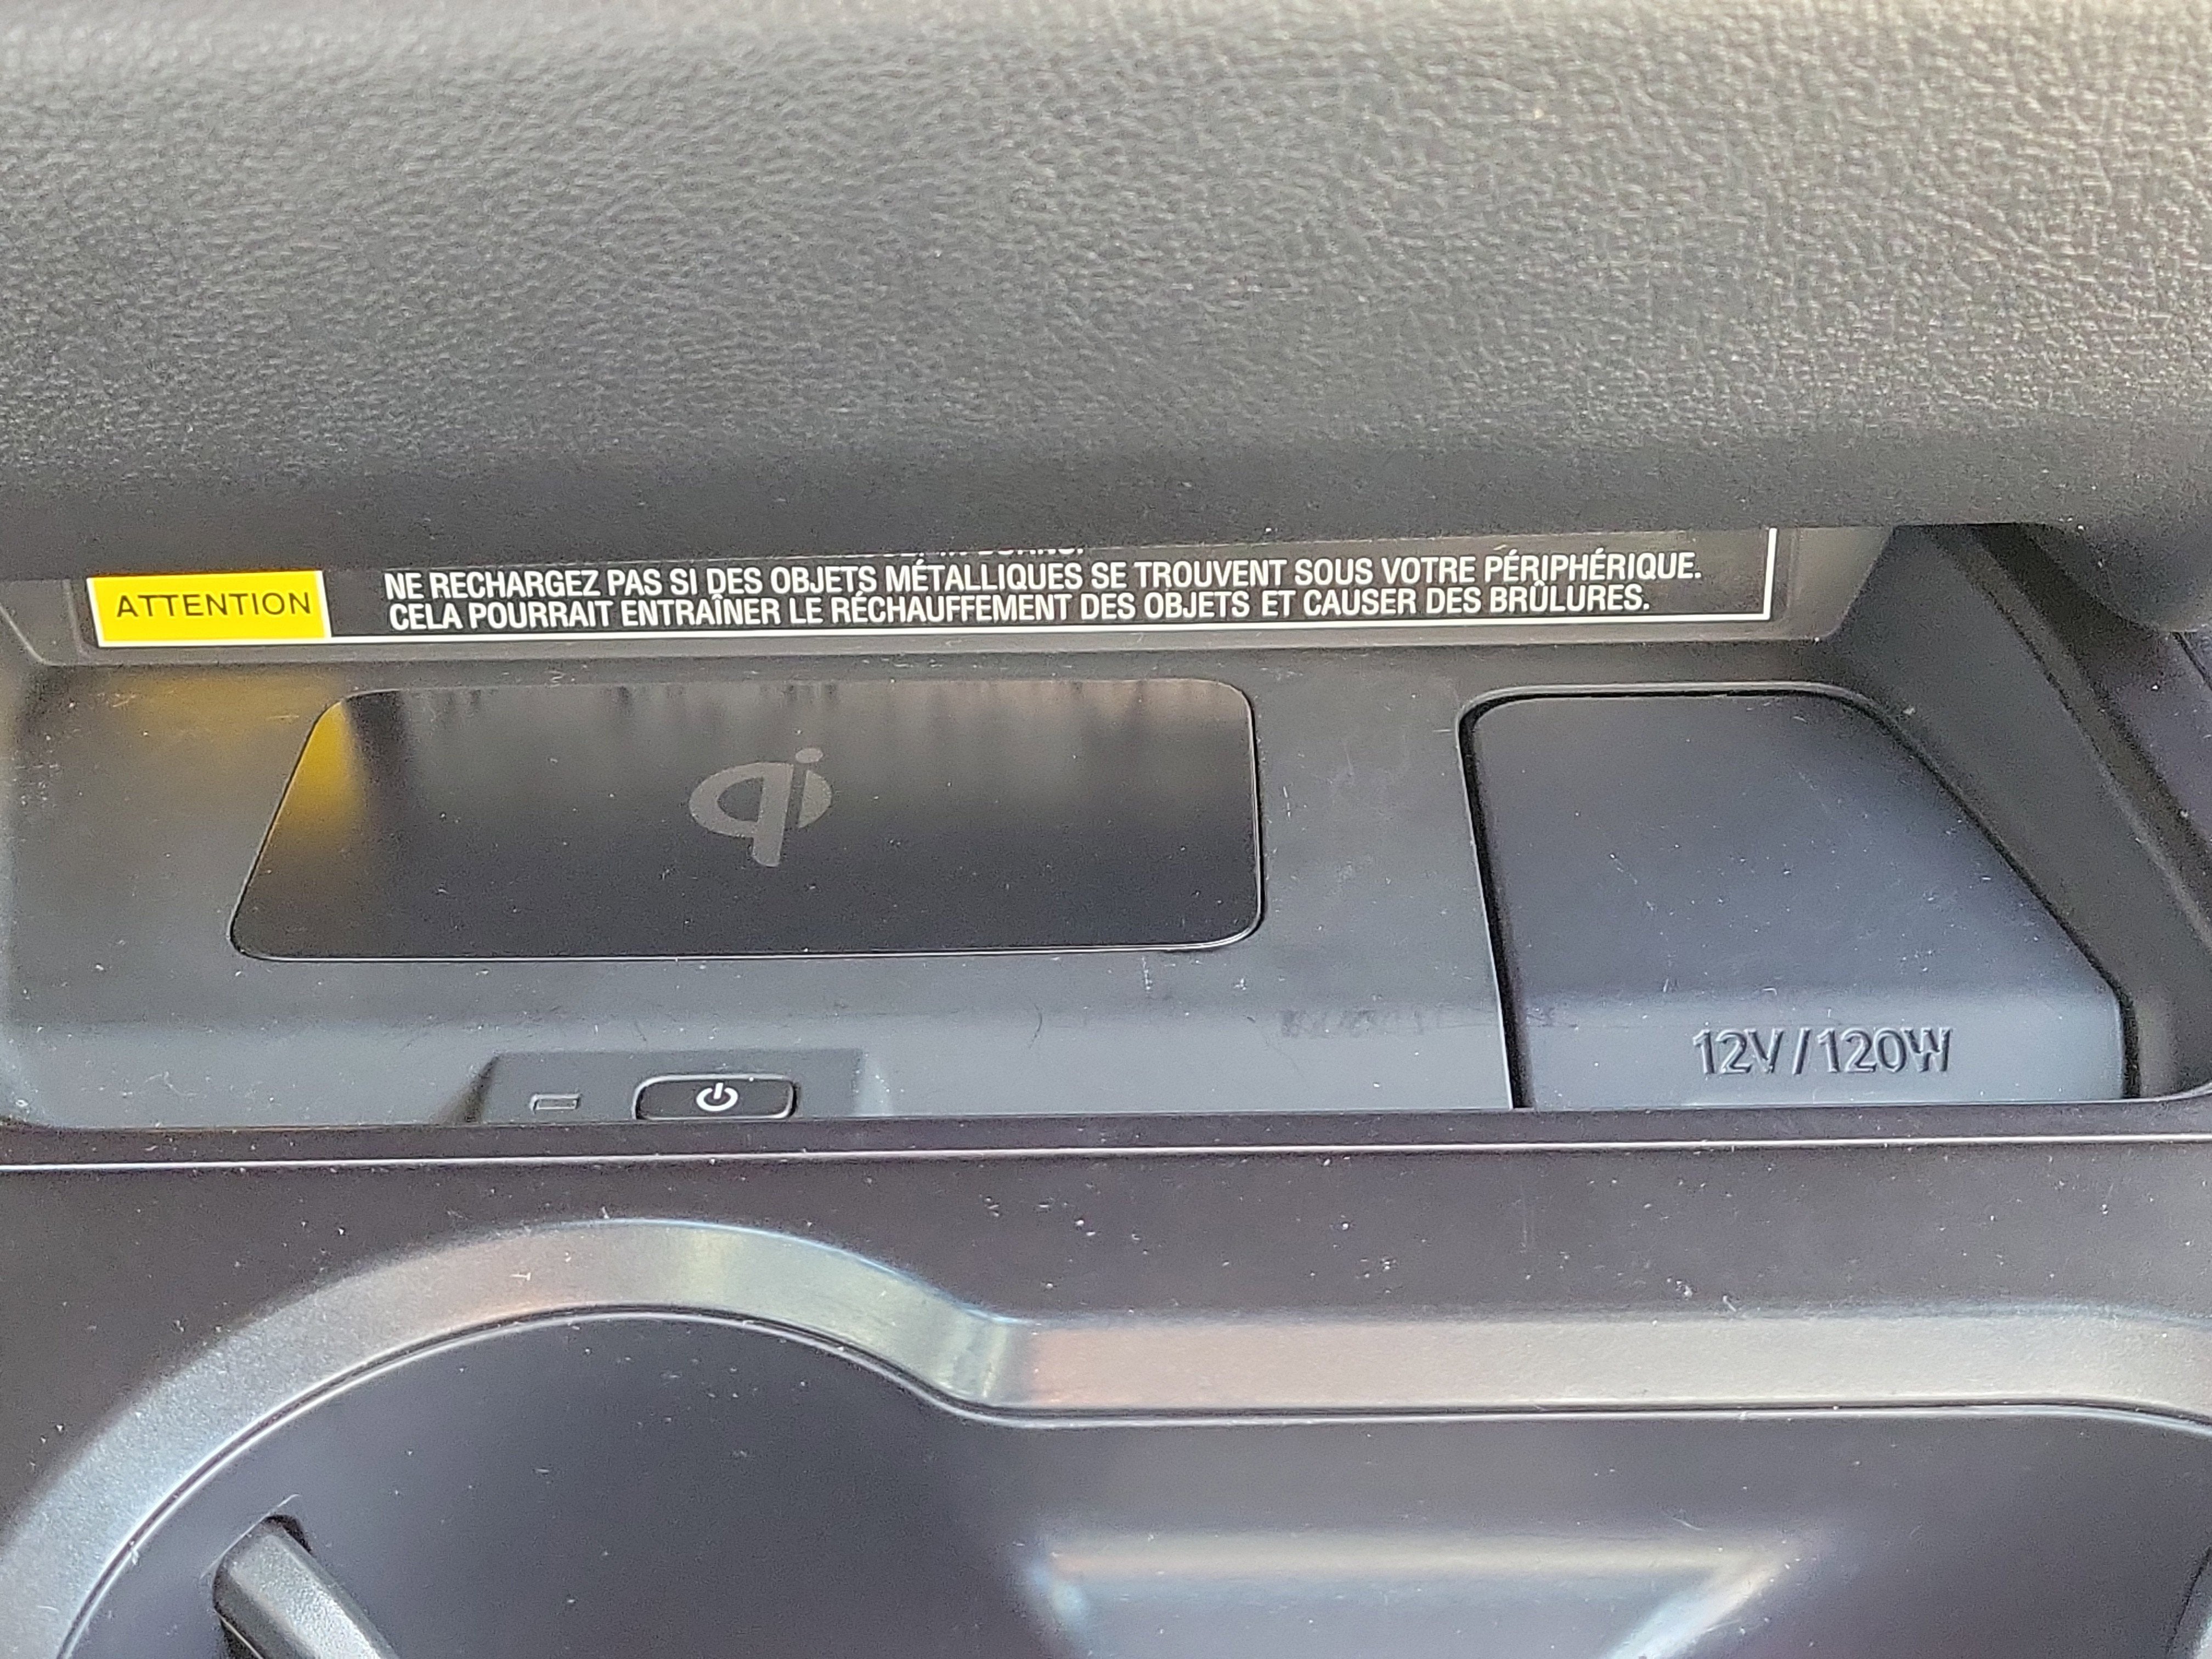 ATTENTION
NE RECHARGEZ PAS SI DES OBJETS MÉTALLIQUES SE TROUVENT SOUS VOTRE PÉRIPHÉRIQUE.
CELA POURRAIT ENTRAÎNER LE RÉCHAUFFEMENT DES OBJETS ET CAUSER DES BRÛLURES.
qi
12V/120W